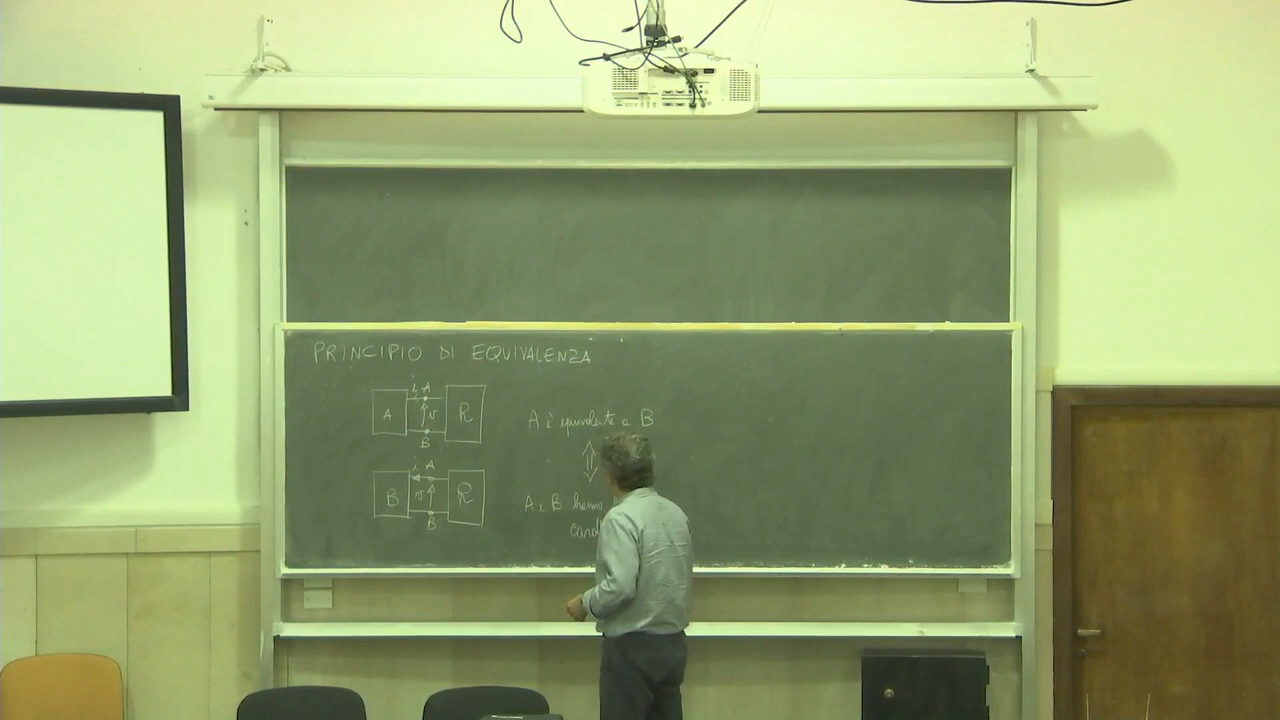 PRINCIPIO DI EQUIVALENZA
i A
A v R
B
A è equivalente a B
i A
B v R
B
A e B hanno